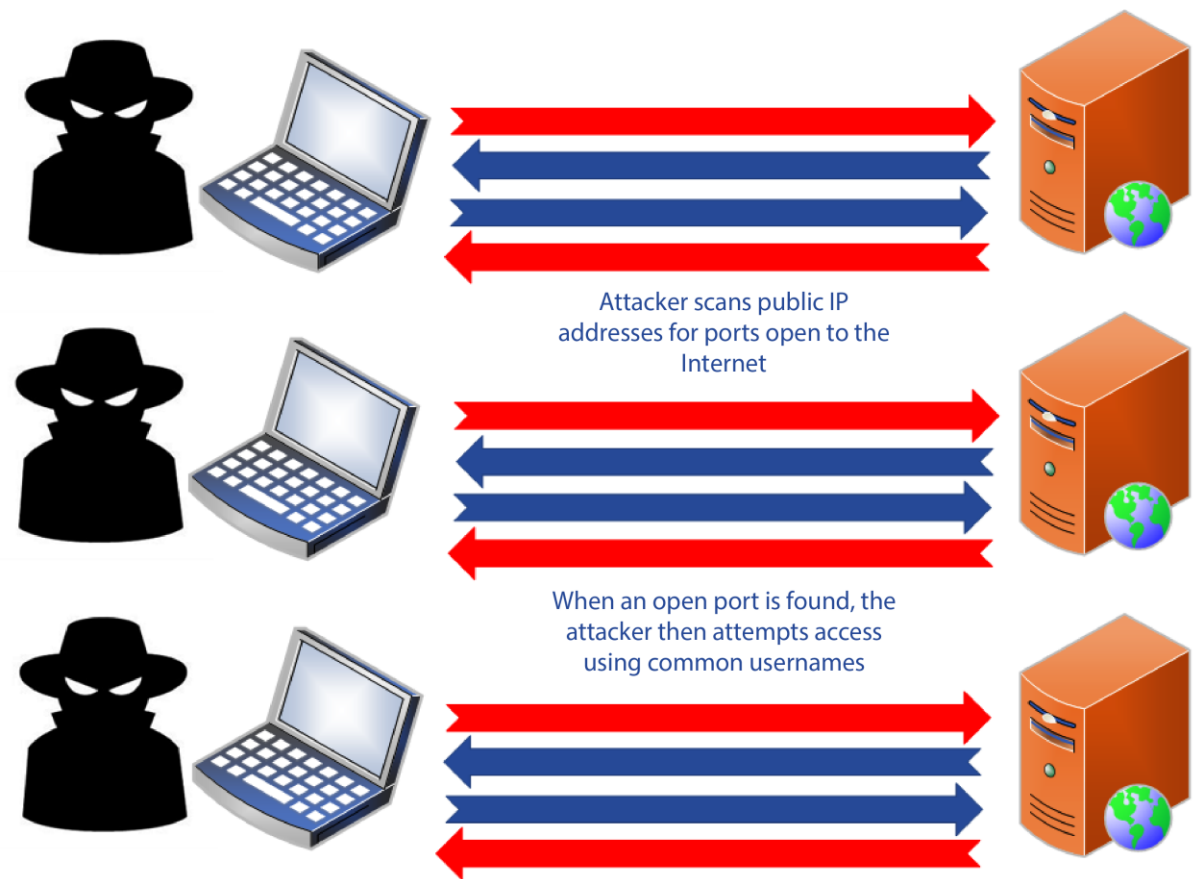 Attacker scans public IP
addresses for ports open to the
Internet
When an open port is found, the
attacker then attempts access
using common usernames